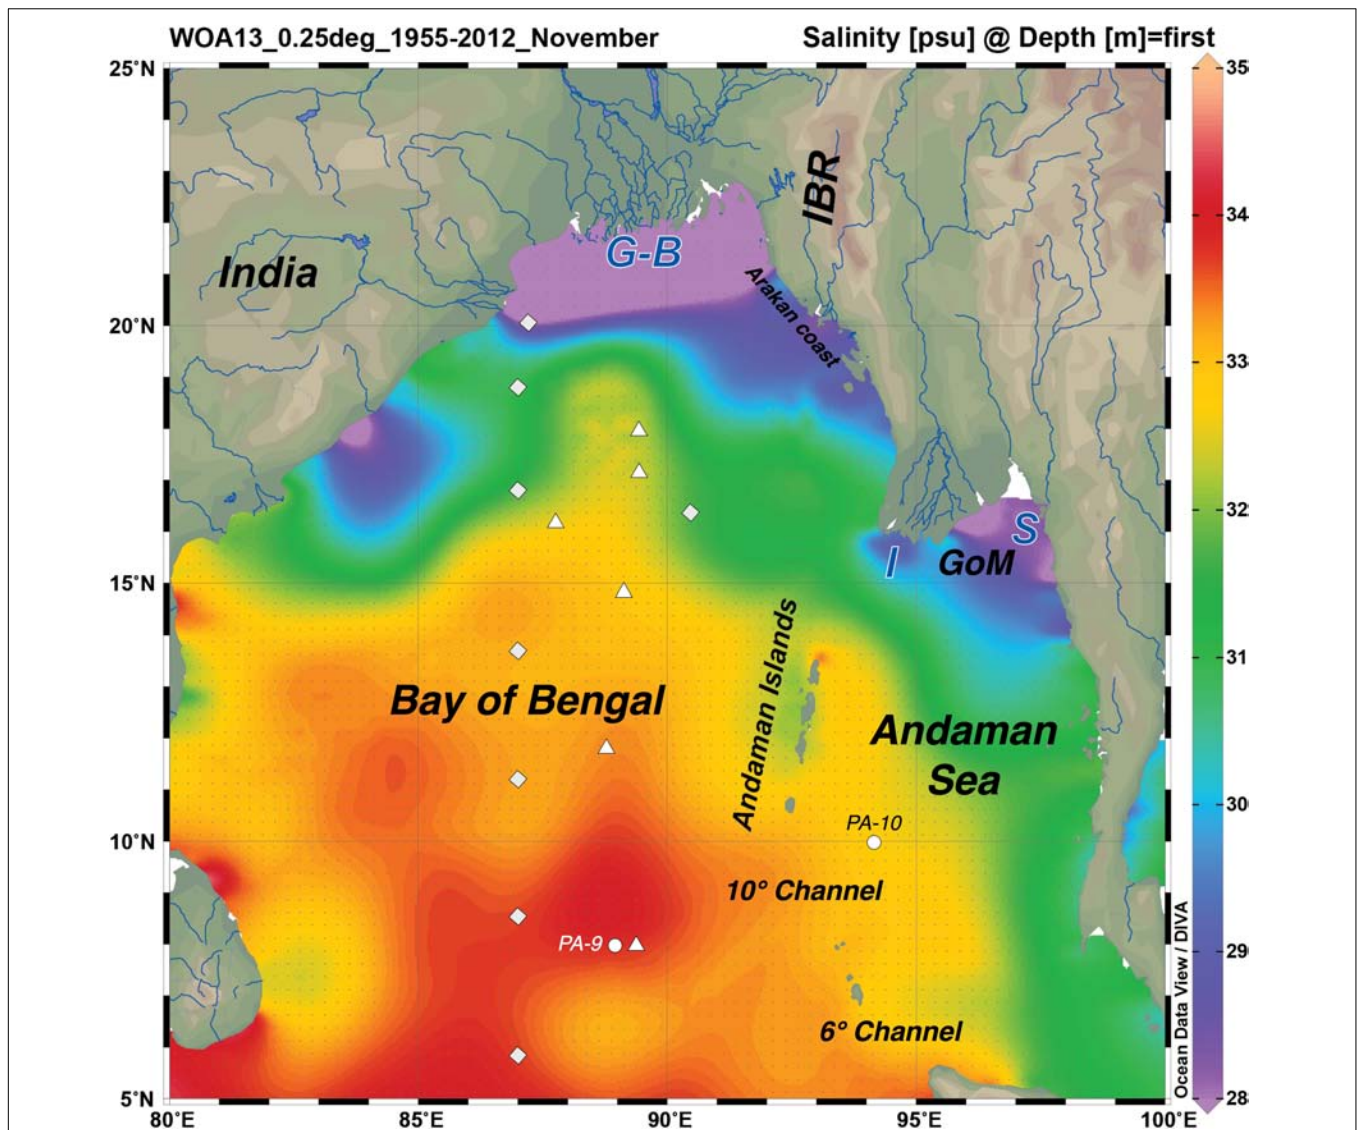 WOA13_0.25deg_1955-2012_November
Salinity [psu] @ Depth [m]=first
25°N
20°N
15°N
10°N
5°N
80°E
85°E
90°E
95°E
100°E
35
34
33
32
31
30
29
28
Ocean Data View / DIVA
India
G-B
IBR
Arakan coast
I
S
GoM
Bay of Bengal
Andaman Islands
Andaman
Sea
PA-10
10° Channel
PA-9
6° Channel